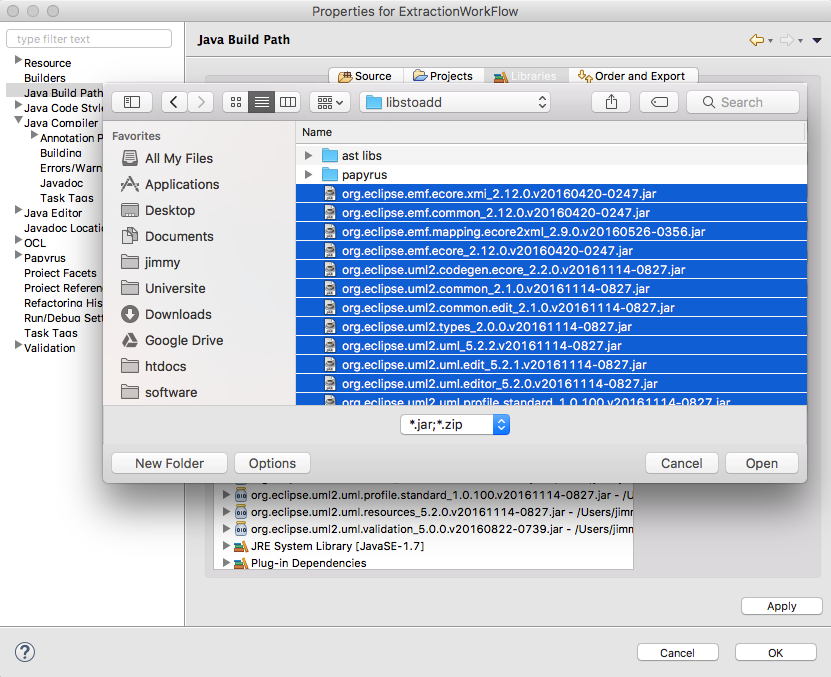 Properties for ExtractionWorkFlow
type filter text
Java Build Path
Resource
Builders
Java Build Path
Java Code Style
Java Compiler
Annotation P
Building
Errors/Warn
Javadoc
Task Tags
Java Editor
Javadoc Locati
OCL
Papyrus
Project Facets
Project Referen
Refactoring His
Run/Debug Sett
Task Tags
Validation
Source
Projects
Libraries
Order and Export
libstoadd
Search
Favorites
All My Files
Applications
Desktop
Documents
jimmy
Universite
Downloads
Google Drive
htdocs
software
Name
ast libs
papyrus
org.eclipse.emf.ecore.xmi_2.12.0.v20160420-0247.jar
org.eclipse.emf.common_2.12.0.v20160420-0247.jar
org.eclipse.emf.mapping.ecore2xml_2.9.0.v20160526-0356.jar
org.eclipse.emf.ecore_2.12.0.v20160420-0247.jar
org.eclipse.uml2.codegen.ecore_2.2.0.v20161114-0827.jar
org.eclipse.uml2.common_2.1.0.v20161114-0827.jar
org.eclipse.uml2.common.edit_2.1.0.v20161114-0827.jar
org.eclipse.uml2.types_2.0.0.v20161114-0827.jar
org.eclipse.uml2.uml_5.2.2.v20161114-0827.jar
org.eclipse.uml2.uml.edit_5.2.1.v20161114-0827.jar
org.eclipse.uml2.uml.editor_5.2.0.v20161114-0827.jar
org.eclipse.uml2.uml.profile.standard_1.0.100.v20161114-0827.jar
*.jar;*.zip
New Folder
Options
Cancel
Open
org.eclipse.uml2.uml.profile.standard_1.0.100.v20161114-0827.jar - /U
org.eclipse.uml2.uml.resources_5.2.0.v20161114-0827.jar - /Users/jimm
org.eclipse.uml2.uml.validation_5.0.0.v20160822-0739.jar - /Users/jimr
JRE System Library [JavaSE-1.7]
Plug-in Dependencies
Apply
Cancel
OK